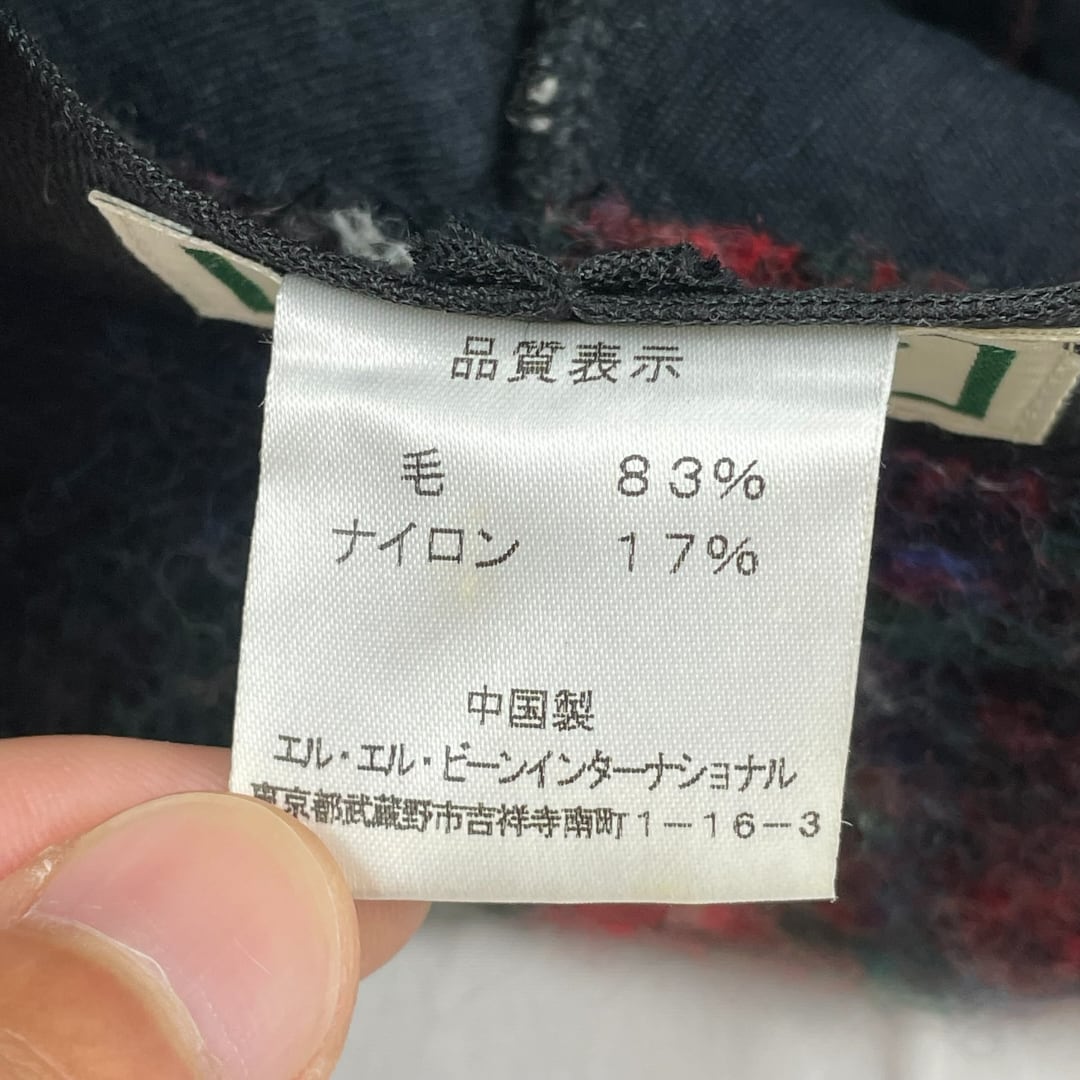 品質表示
毛 83%
ナイロン 17%
中国製
エル・エル・ビーンインターナショナル
東京都武蔵野市吉祥寺南町1-16-3